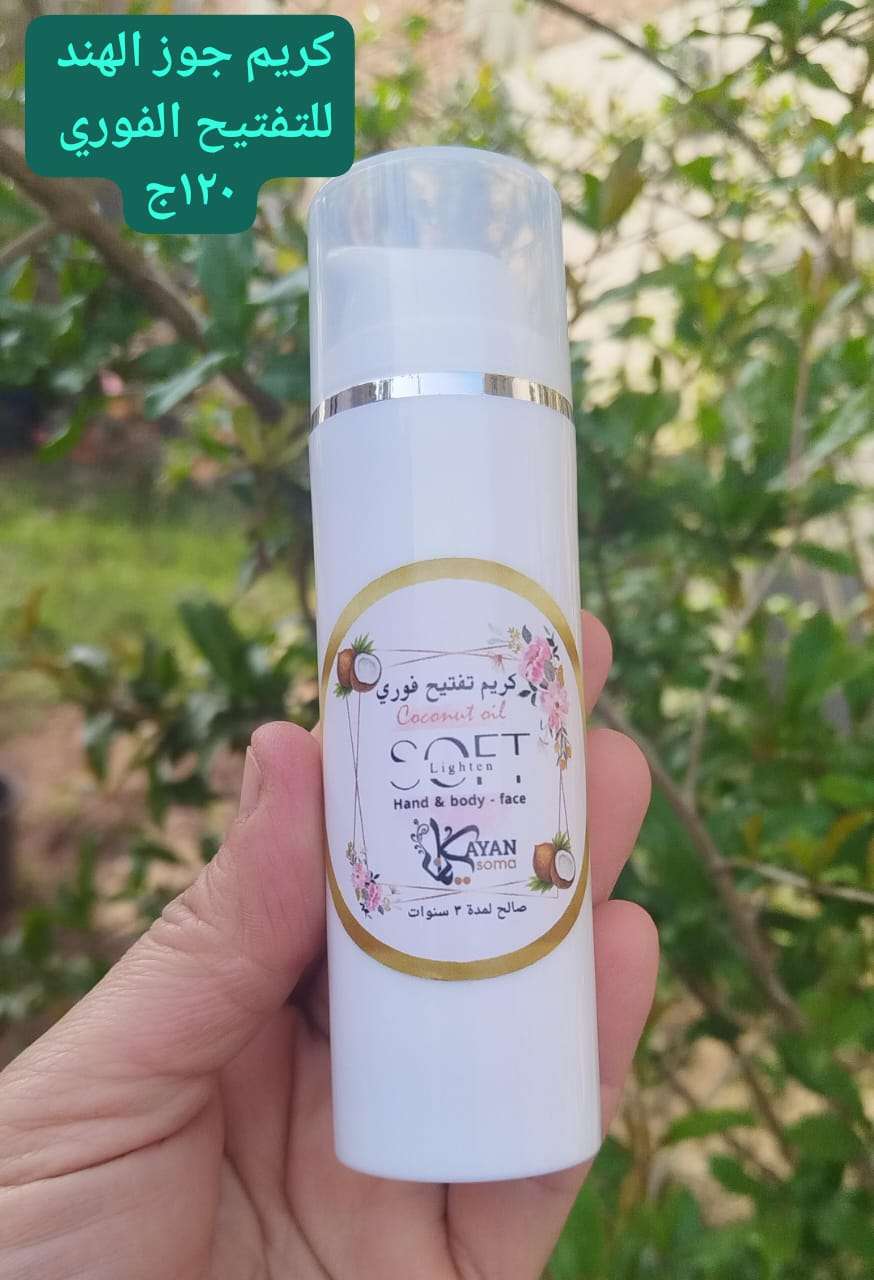 كريم جوز الهند
للتفتيح الفوري
١٢٠ج
كريم تفتيح فوري
Coconut oil
SOFT
Lighten
Hand & body - face
KAYAN
soma
صالح لمدة ٣ سنوات